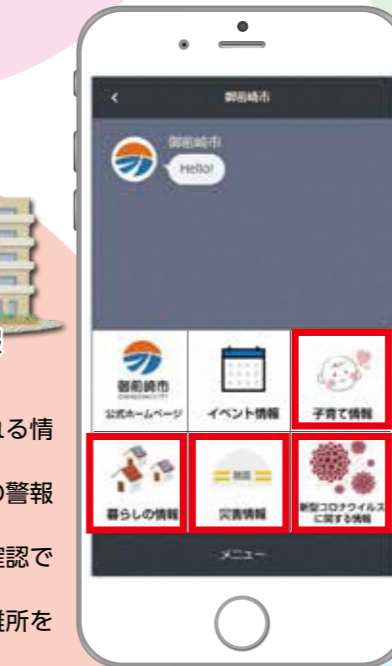 御前崎市
御前崎市
Hello!
御前崎市
公式ホームページ
イベント情報
子育て情報
暮らしの情報
災害情報
新型コロナウイルス
に関する情報
メニュー
れる情
の警報
確認で
難所を